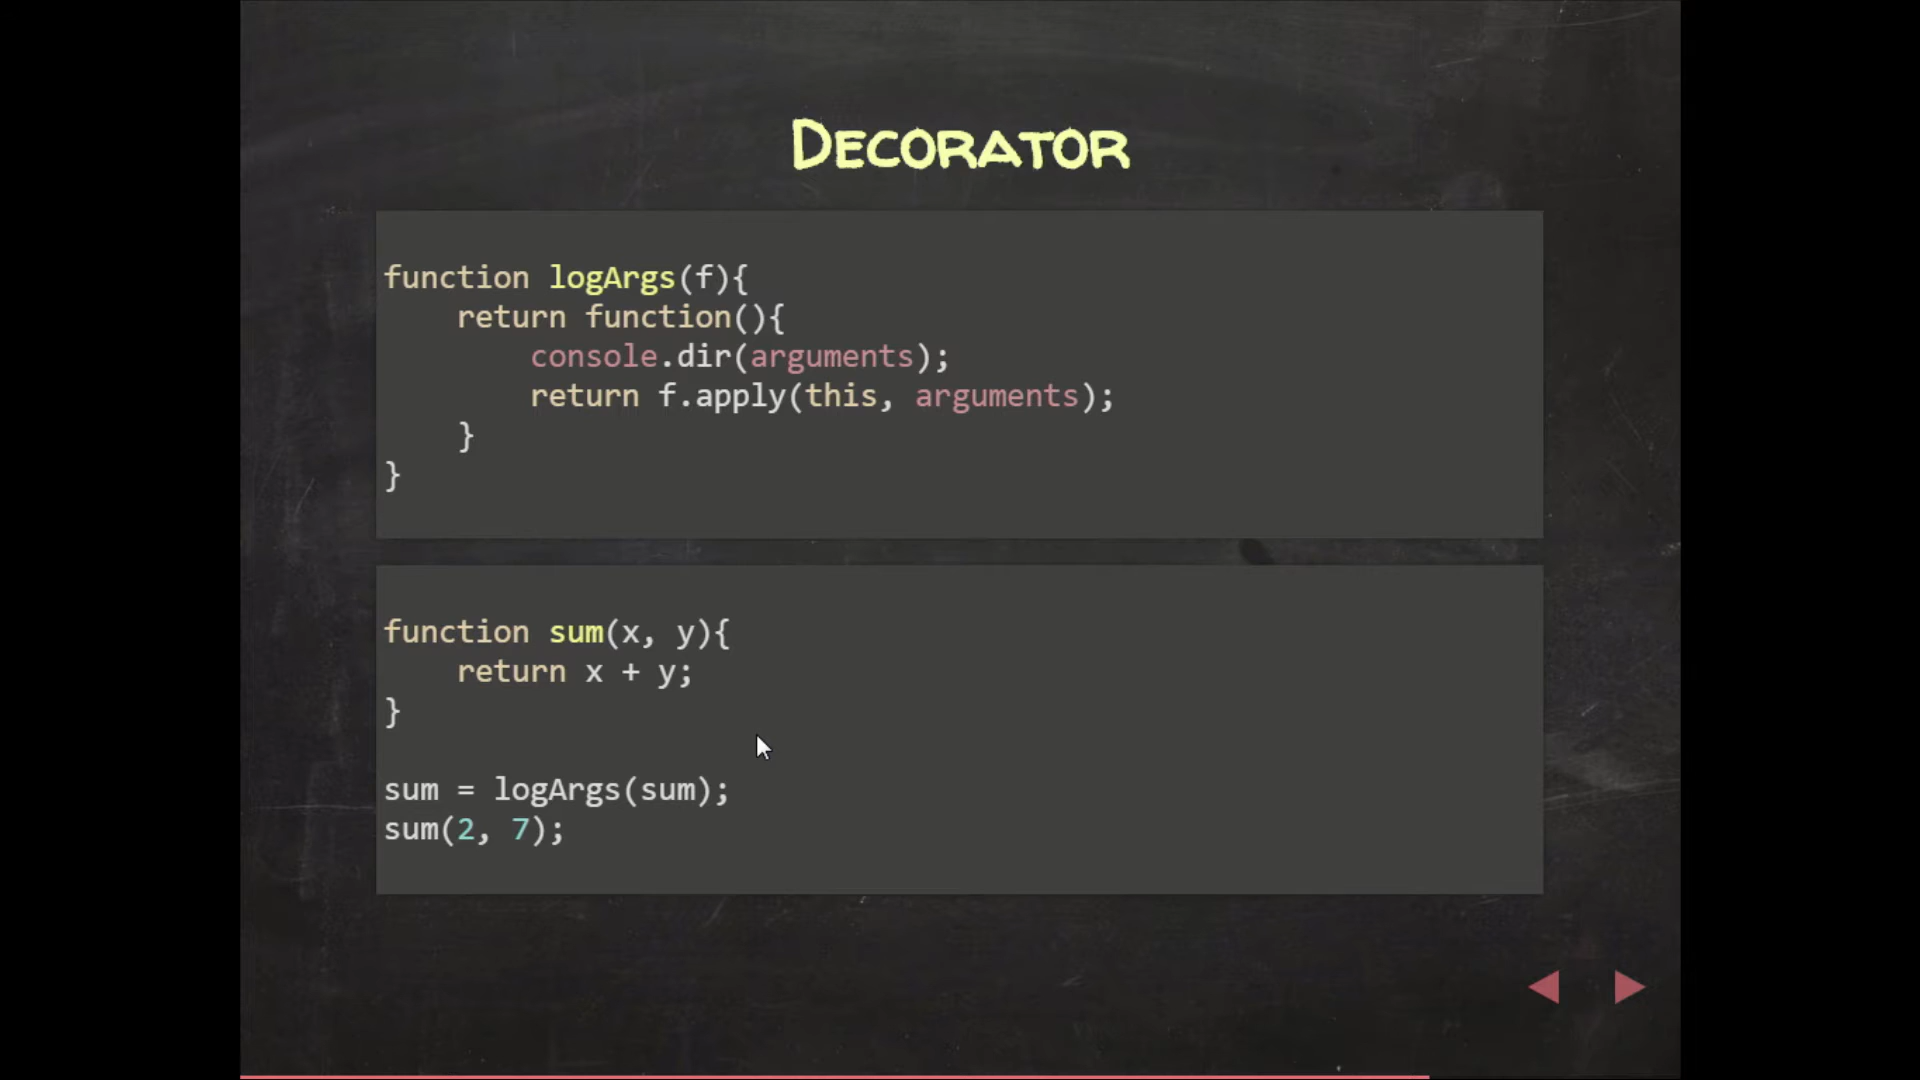 Decorator
function logArgs(f){
    return function(){
        console.dir(arguments);
        return f.apply(this, arguments);
    }
}
function sum(x, y){
    return x + y;
}
sum = logArgs(sum);
sum(2, 7);